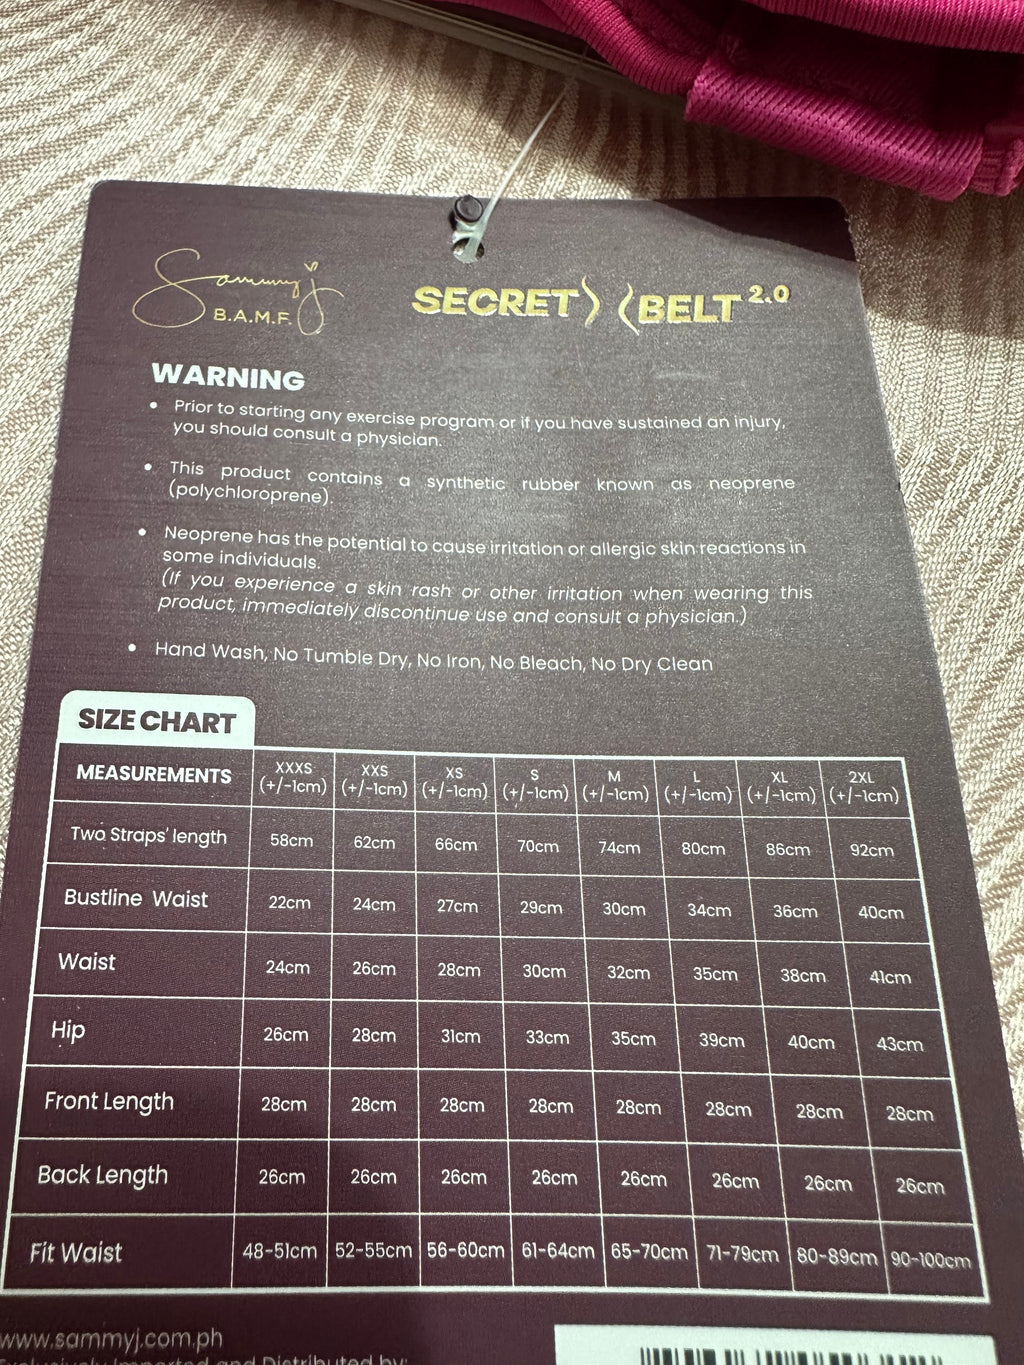 Sammy J
B.A.M.F.
SECRET BELT 2.0
WARNING
• Prior to starting any exercise program or if you have sustained an injury,
you should consult a physician.
• This product contains a synthetic rubber known as neoprene
(polychloroprene).
• Neoprene has the potential to cause irritation or allergic skin reactions in
some individuals.
(If you experience a skin rash or other irritation when wearing this
product, immediately discontinue use and consult a physician.)
• Hand Wash, No Tumble Dry, No Iron, No Bleach, No Dry Clean
SIZE CHART
MEASUREMENTS XXXS (+/-1cm) XXS (+/-1cm) XS (+/-1cm) S (+/-1cm) M (+/-1cm) L (+/-1cm) XL (+/-1cm) 2XL (+/-1cm)
Two Straps' length 58cm 62cm 66cm 70cm 74cm 80cm 86cm 92cm
Bustline Waist 22cm 24cm 27cm 29cm 30cm 34cm 36cm 40cm
Waist 24cm 26cm 28cm 30cm 32cm 35cm 38cm 41cm
Hip 26cm 28cm 31cm 33cm 35cm 39cm 40cm 43cm
Front Length 28cm 28cm 28cm 28cm 28cm 28cm 28cm 28cm
Back Length 26cm 26cm 26cm 26cm 26cm 26cm 26cm 26cm
Fit Waist 48-51cm 52-55cm 56-60cm 61-64cm 65-70cm 71-79cm 80-89cm 90-100cm
www.sammyj.com.ph
Exclusively Imported and Distributed by: